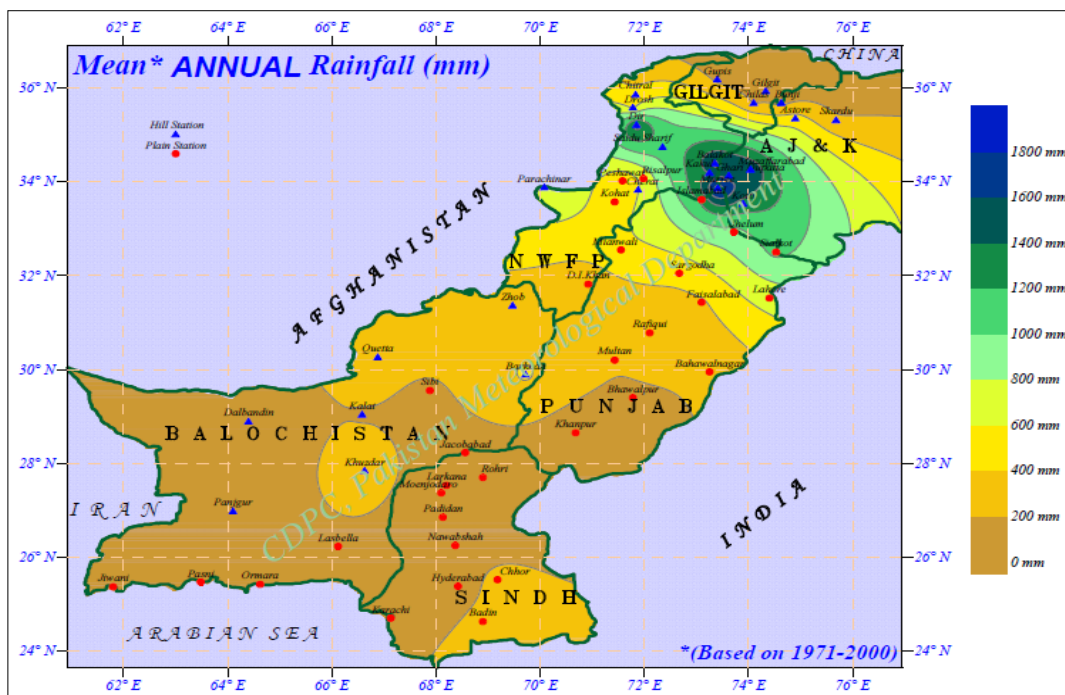 62° E 64° E 66° E 68° E 70° E 72° E 74° E 76° E
Mean* ANNUAL Rainfall (mm)
CHINA
36° N
36° N
Gupis
Gilgit
Chitral
GILGIT
Chilas
Bunji
Drosh
Astore
Skardu
Dir
Hill Station
Plain Station
Saidu Sharif
A J & K
Balakot
Muzaffarabad
1800 mm
34° N
34° N
Parachinar
Peshawar
Risalpur
Cherat
1600 mm
Kohat
Islamabad
1400 mm
Jhelum
Mianwali
Sialkot
1200 mm
32° N
32° N
AFGHANISTAN
NWFP
D.I.Khan
Sargodha
Zhob
Faisalabad
Lahore
1000 mm
Rafiqui
Quetta
Multan
800 mm
30° N
30° N
Barkhan
Bahawalnagar
Sibi
Bhawalpur
600 mm
Dalbandin
Kalat
PUNJAB
BALOCHISTAN
Khanpur
400 mm
Jacobabad
28° N
28° N
Khuzdar
Larkana
Rohri
Moenjodaro
200 mm
IRAN
Panjgur
Padidan
INDIA
Lasbella
Nawabshah
0 mm
26° N
26° N
Jiwani
Pasni
Ormara
Hyderabad
Chhor
SINDH
Karachi
Badin
ARABIAN SEA
24° N
24° N
*(Based on 1971-2000)
CDPC, Pakistan Meteorological Department
62° E 64° E 66° E 68° E 70° E 72° E 74° E 76° E